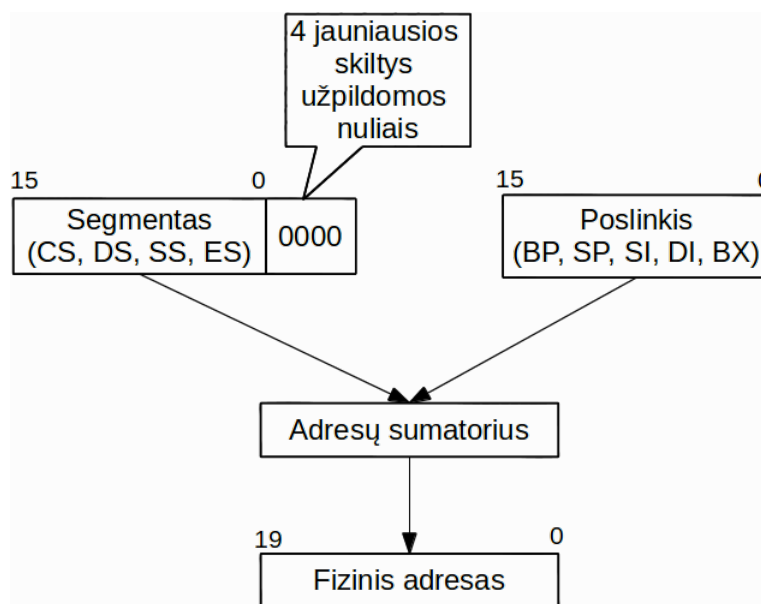 4 jauniausios
skiltys
užpildomos
nuliais
15
0
Segmentas
(CS, DS, SS, ES)
0000
15
0
Poslinkis
(BP, SP, SI, DI, BX)
Adresų sumatorius
19
0
Fizinis adresas